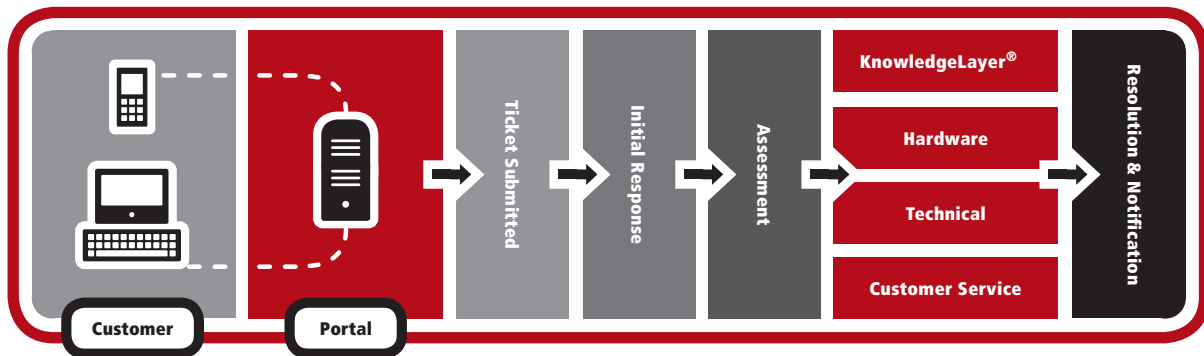 Customer
Portal
Ticket Submitted
Initial Response
Assessment
KnowledgeLayer®
Hardware
Technical
Customer Service
Resolution & Notification